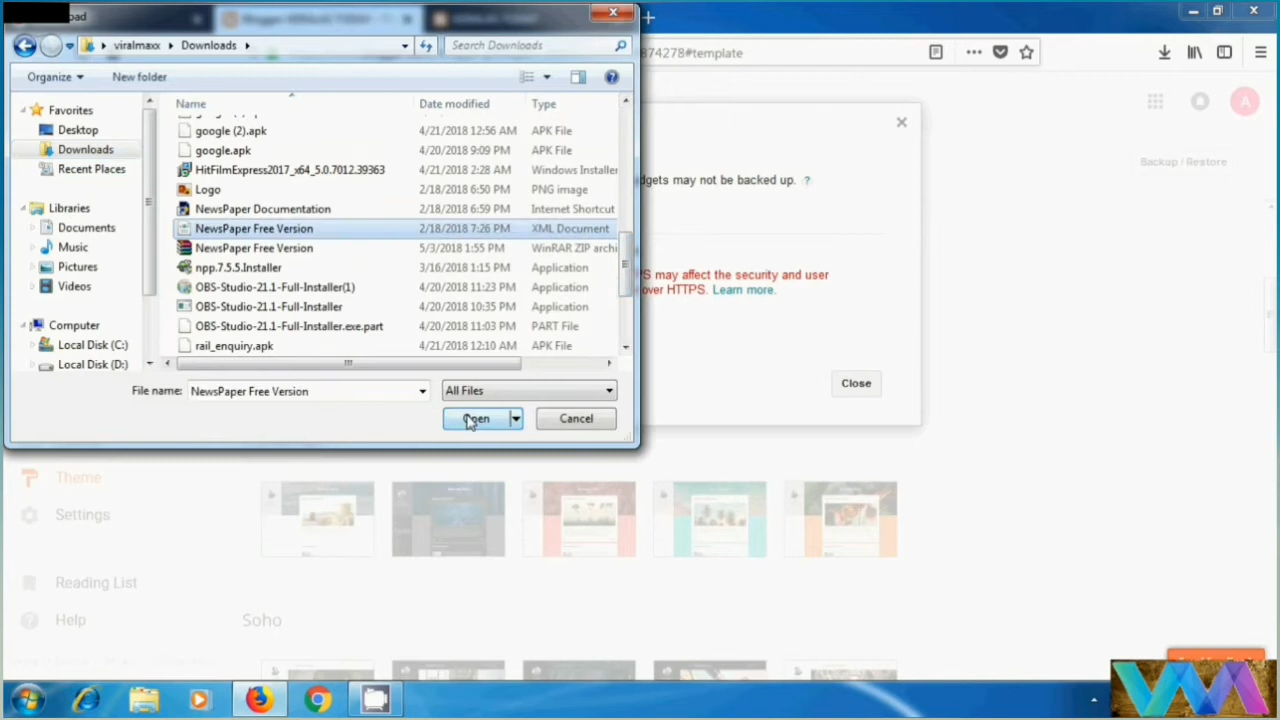 oad
viralmaxx
Downloads
Search Downloads
874278#template
Organize
New folder
Name
Date modified
Type
Favorites
Desktop
Downloads
Recent Places
Libraries
Documents
Music
Pictures
Videos
Computer
Local Disk (C:)
Local Disk (D:)
google (2).apk 4/21/2018 12:56 AM APK File
google.apk 4/20/2018 9:09 PM APK File
HitFilmExpress2017_x64_5.0.7012.39363 4/21/2018 2:28 AM Windows Installer
Logo 2/18/2018 6:50 PM PNG image
NewsPaper Documentation 2/18/2018 6:59 PM Internet Shortcut
NewsPaper Free Version 2/18/2018 7:26 PM XML Document
NewsPaper Free Version 5/3/2018 1:55 PM WinRAR ZIP archi
npp.7.5.5.Installer 3/16/2018 1:15 PM Application
OBS-Studio-21.1-Full-Installer(1) 4/20/2018 11:23 PM Application
OBS-Studio-21.1-Full-Installer 4/20/2018 10:35 PM Application
OBS-Studio-21.1-Full-Installer.exe.part 4/20/2018 11:03 PM PART File
rail_enquiry.apk 4/21/2018 12:10 AM APK File
File name: NewsPaper Free Version
All Files
Open
Cancel
A
Backup / Restore
dgets may not be backed up. ?
PS may affect the security and user
over HTTPS. Learn more.
Close
Theme
Settings
Reading List
Help
Soho